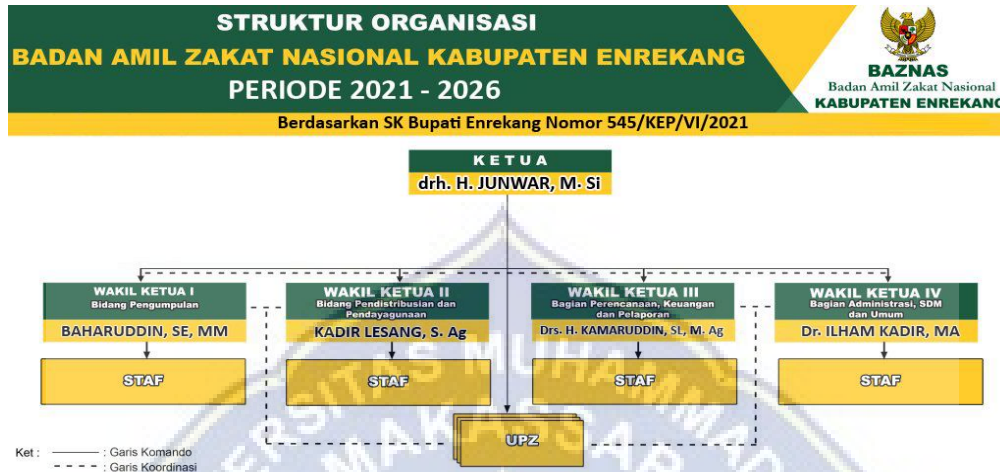 STRUKTUR ORGANISASI
BADAN AMIL ZAKAT NASIONAL KABUPATEN ENREKANG
PERIODE 2021 - 2026
BAZNAS
Badan Amil Zakat Nasional
KABUPATEN ENREKANG
Berdasarkan SK Bupati Enrekang Nomor 545/KEP/VI/2021
KETUA
drh. H. JUNWAR, M. Si
WAKIL KETUA I
Bidang Pengumpulan
BAHARUDDIN, SE, MM
STAF
WAKIL KETUA II
Bidang Pendistribusian dan
Pendayagunaan
KADIR LESANG, S. Ag
STAF
WAKIL KETUA III
Bagian Perencanaan, Keuangan
dan Pelaporan
Drs. H. KAMARUDDIN, SL, M. Ag
STAF
WAKIL KETUA IV
Bagian Administrasi, SDM
dan Umum
Dr. ILHAM KADIR, MA
STAF
UPZ
ERSITAS MUHAMMA
MAKASSAR
Ket : : Garis Komando
: Garis Koordinasi